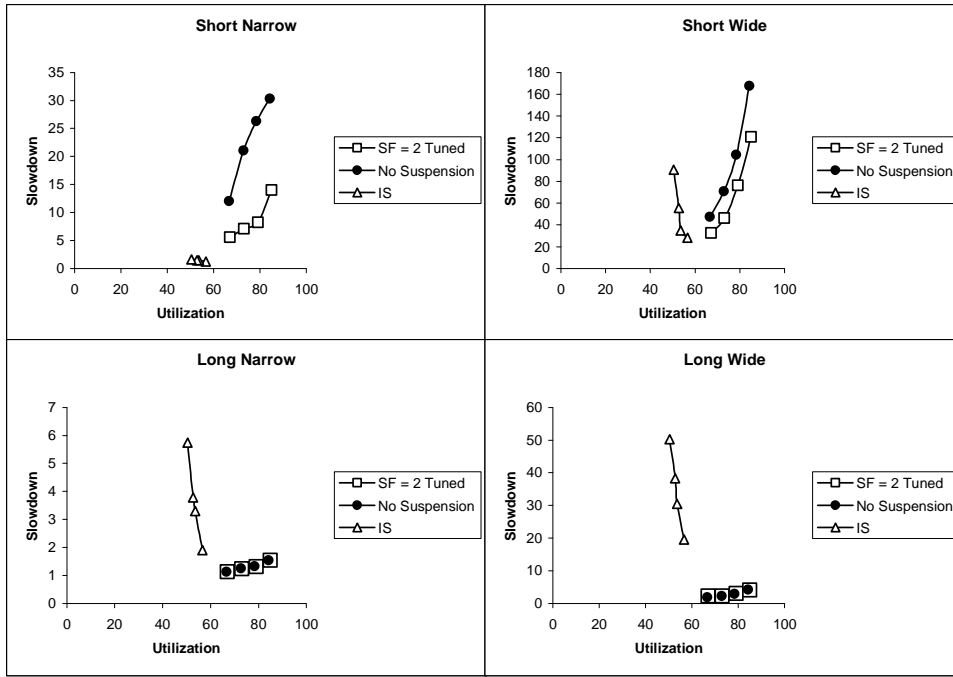 Short Narrow
35
30
25
20
15
10
5
0
0 20 40 60 80 100
Slowdown
Utilization
SF = 2 Tuned
No Suspension
IS
Short Wide
180
160
140
120
100
80
60
40
20
0
0 20 40 60 80 100
Slowdown
Utilization
SF = 2 Tuned
No Suspension
IS
Long Narrow
7
6
5
4
3
2
1
0
0 20 40 60 80 100
Slowdown
Utilization
SF = 2 Tuned
No Suspension
IS
Long Wide
60
50
40
30
20
10
0
0 20 40 60 80 100
Slowdown
Utilization
SF = 2 Tuned
No Suspension
IS